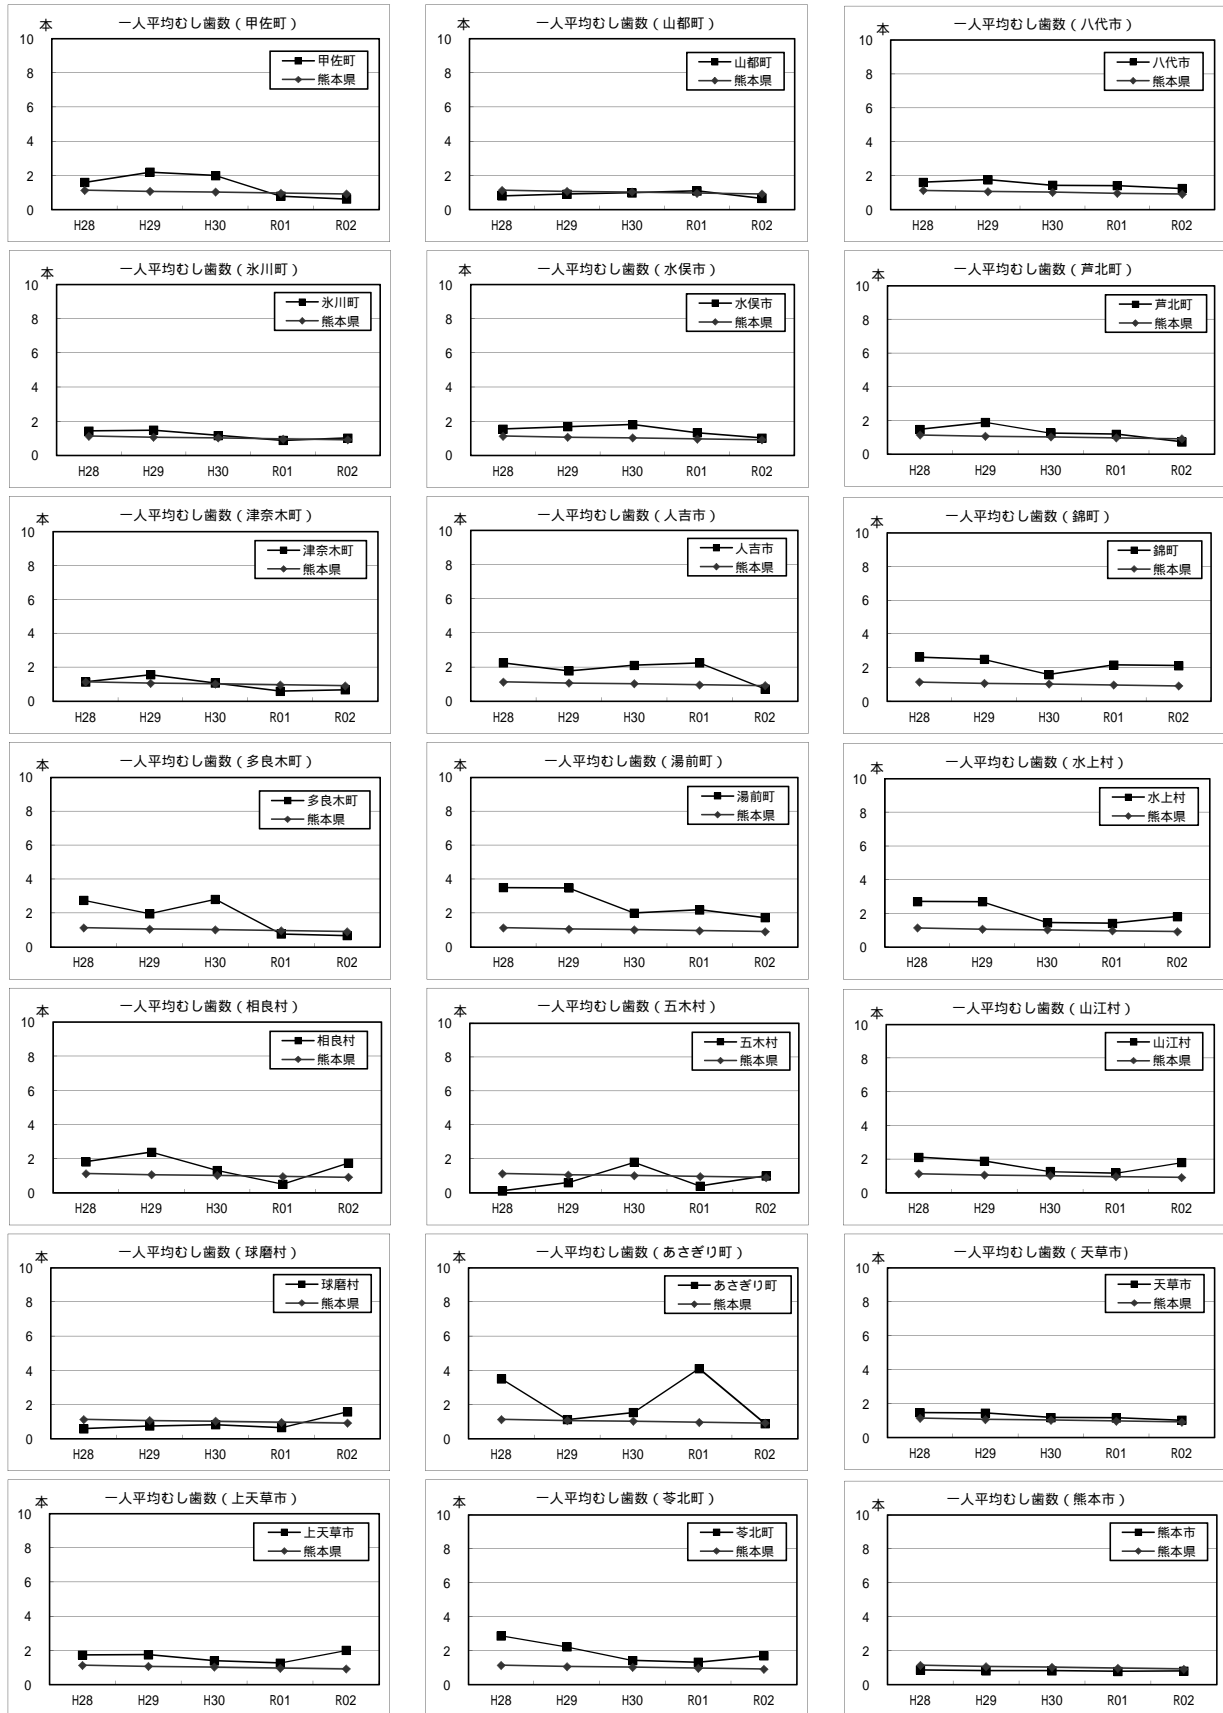 一人平均むし歯数（甲佐町）
本
甲佐町
熊本県
10
8
6
4
2
0
H28 H29 H30 R01 R02
一人平均むし歯数（山都町）
本
山都町
熊本県
10
8
6
4
2
0
H28 H29 H30 R01 R02
一人平均むし歯数（八代市）
本
八代市
熊本県
10
8
6
4
2
0
H28 H29 H30 R01 R02
一人平均むし歯数（氷川町）
本
氷川町
熊本県
10
8
6
4
2
0
H28 H29 H30 R01 R02
一人平均むし歯数（水俣市）
本
水俣市
熊本県
10
8
6
4
2
0
H28 H29 H30 R01 R02
一人平均むし歯数（芦北町）
本
芦北町
熊本県
10
8
6
4
2
0
H28 H29 H30 R01 R02
一人平均むし歯数（津奈木町）
本
津奈木町
熊本県
10
8
6
4
2
0
H28 H29 H30 R01 R02
一人平均むし歯数（人吉市）
本
人吉市
熊本県
10
8
6
4
2
0
H28 H29 H30 R01 R02
一人平均むし歯数（錦町）
本
錦町
熊本県
10
8
6
4
2
0
H28 H29 H30 R01 R02
一人平均むし歯数（多良木町）
本
多良木町
熊本県
10
8
6
4
2
0
H28 H29 H30 R01 R02
一人平均むし歯数（湯前町）
本
湯前町
熊本県
10
8
6
4
2
0
H28 H29 H30 R01 R02
一人平均むし歯数（水上村）
本
水上村
熊本県
10
8
6
4
2
0
H28 H29 H30 R01 R02
一人平均むし歯数（相良村）
本
相良村
熊本県
10
8
6
4
2
0
H28 H29 H30 R01 R02
一人平均むし歯数（五木村）
本
五木村
熊本県
10
8
6
4
2
0
H28 H29 H30 R01 R02
一人平均むし歯数（山江村）
本
山江村
熊本県
10
8
6
4
2
0
H28 H29 H30 R01 R02
一人平均むし歯数（球磨村）
本
球磨村
熊本県
10
8
6
4
2
0
H28 H29 H30 R01 R02
一人平均むし歯数（あさぎり町）
本
あさぎり町
熊本県
10
8
6
4
2
0
H28 H29 H30 R01 R02
一人平均むし歯数（天草市)
本
天草市
熊本県
10
8
6
4
2
0
H28 H29 H30 R01 R02
一人平均むし歯数（上天草市）
本
上天草市
熊本県
10
8
6
4
2
0
H28 H29 H30 R01 R02
一人平均むし歯数（苓北町）
本
苓北町
熊本県
10
8
6
4
2
0
H28 H29 H30 R01 R02
一人平均むし歯数（熊本市）
本
熊本市
熊本県
10
8
6
4
2
0
H28 H29 H30 R01 R02